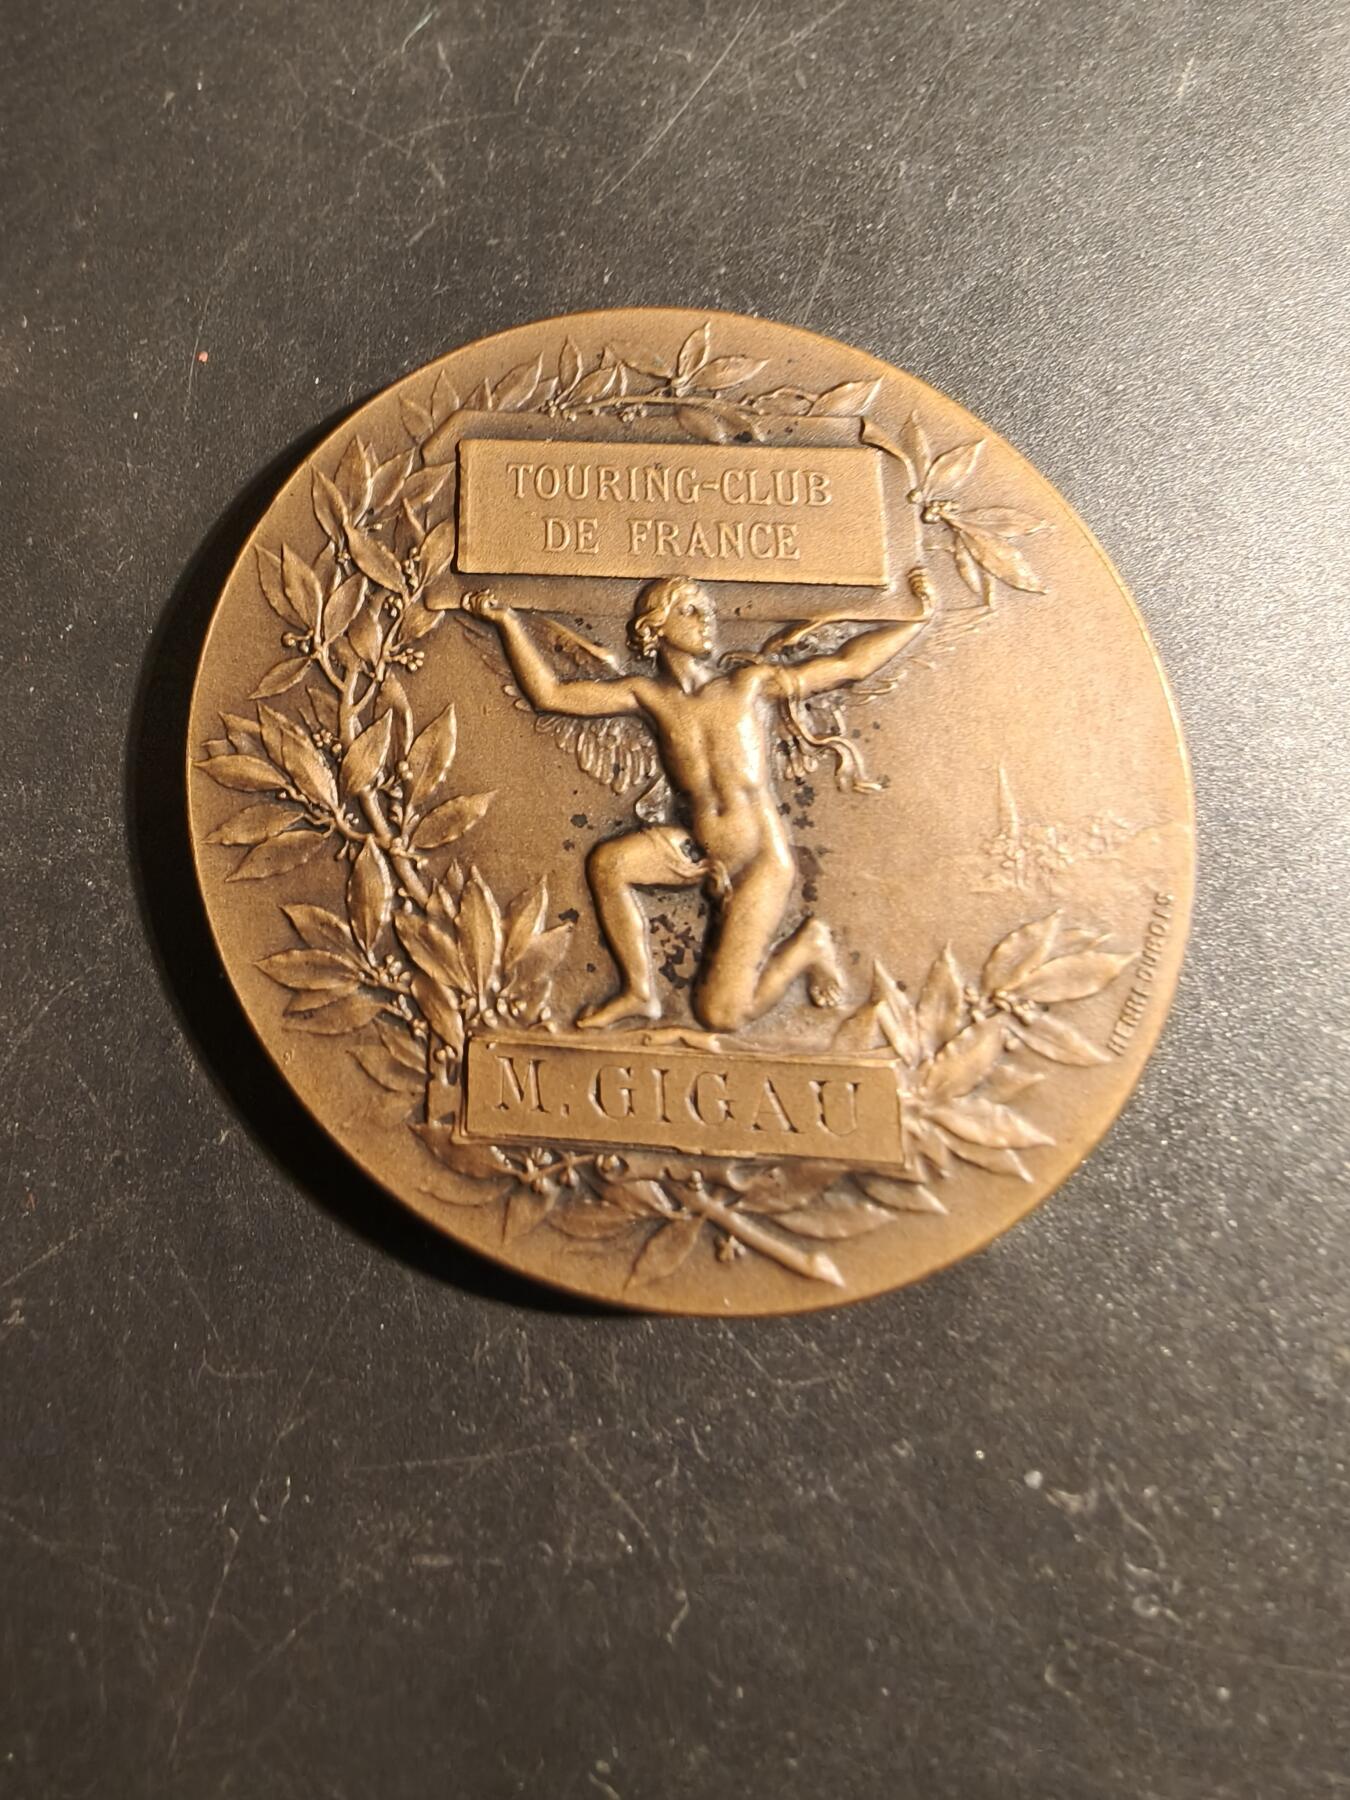 TOURING-CLUB
DE FRANCE
M. GIGAU
HENRI·DUBOIS